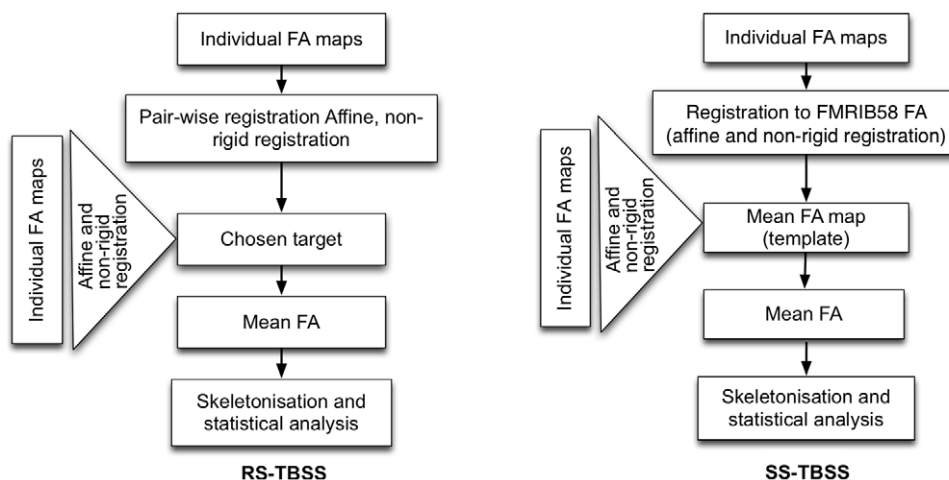 Individual FA maps
Pair-wise registration Affine, non-
rigid registration
Individual FA maps
Affine and
non-rigid
registration
Chosen target
Mean FA
Skeletonisation and
statistical analysis
RS-TBSS
Individual FA maps
Registration to FMRIB58 FA
(affine and non-rigid registration)
Individual FA maps
Affine and
non-rigid
registration
Mean FA map
(template)
Mean FA
Skeletonisation and
statistical analysis
SS-TBSS